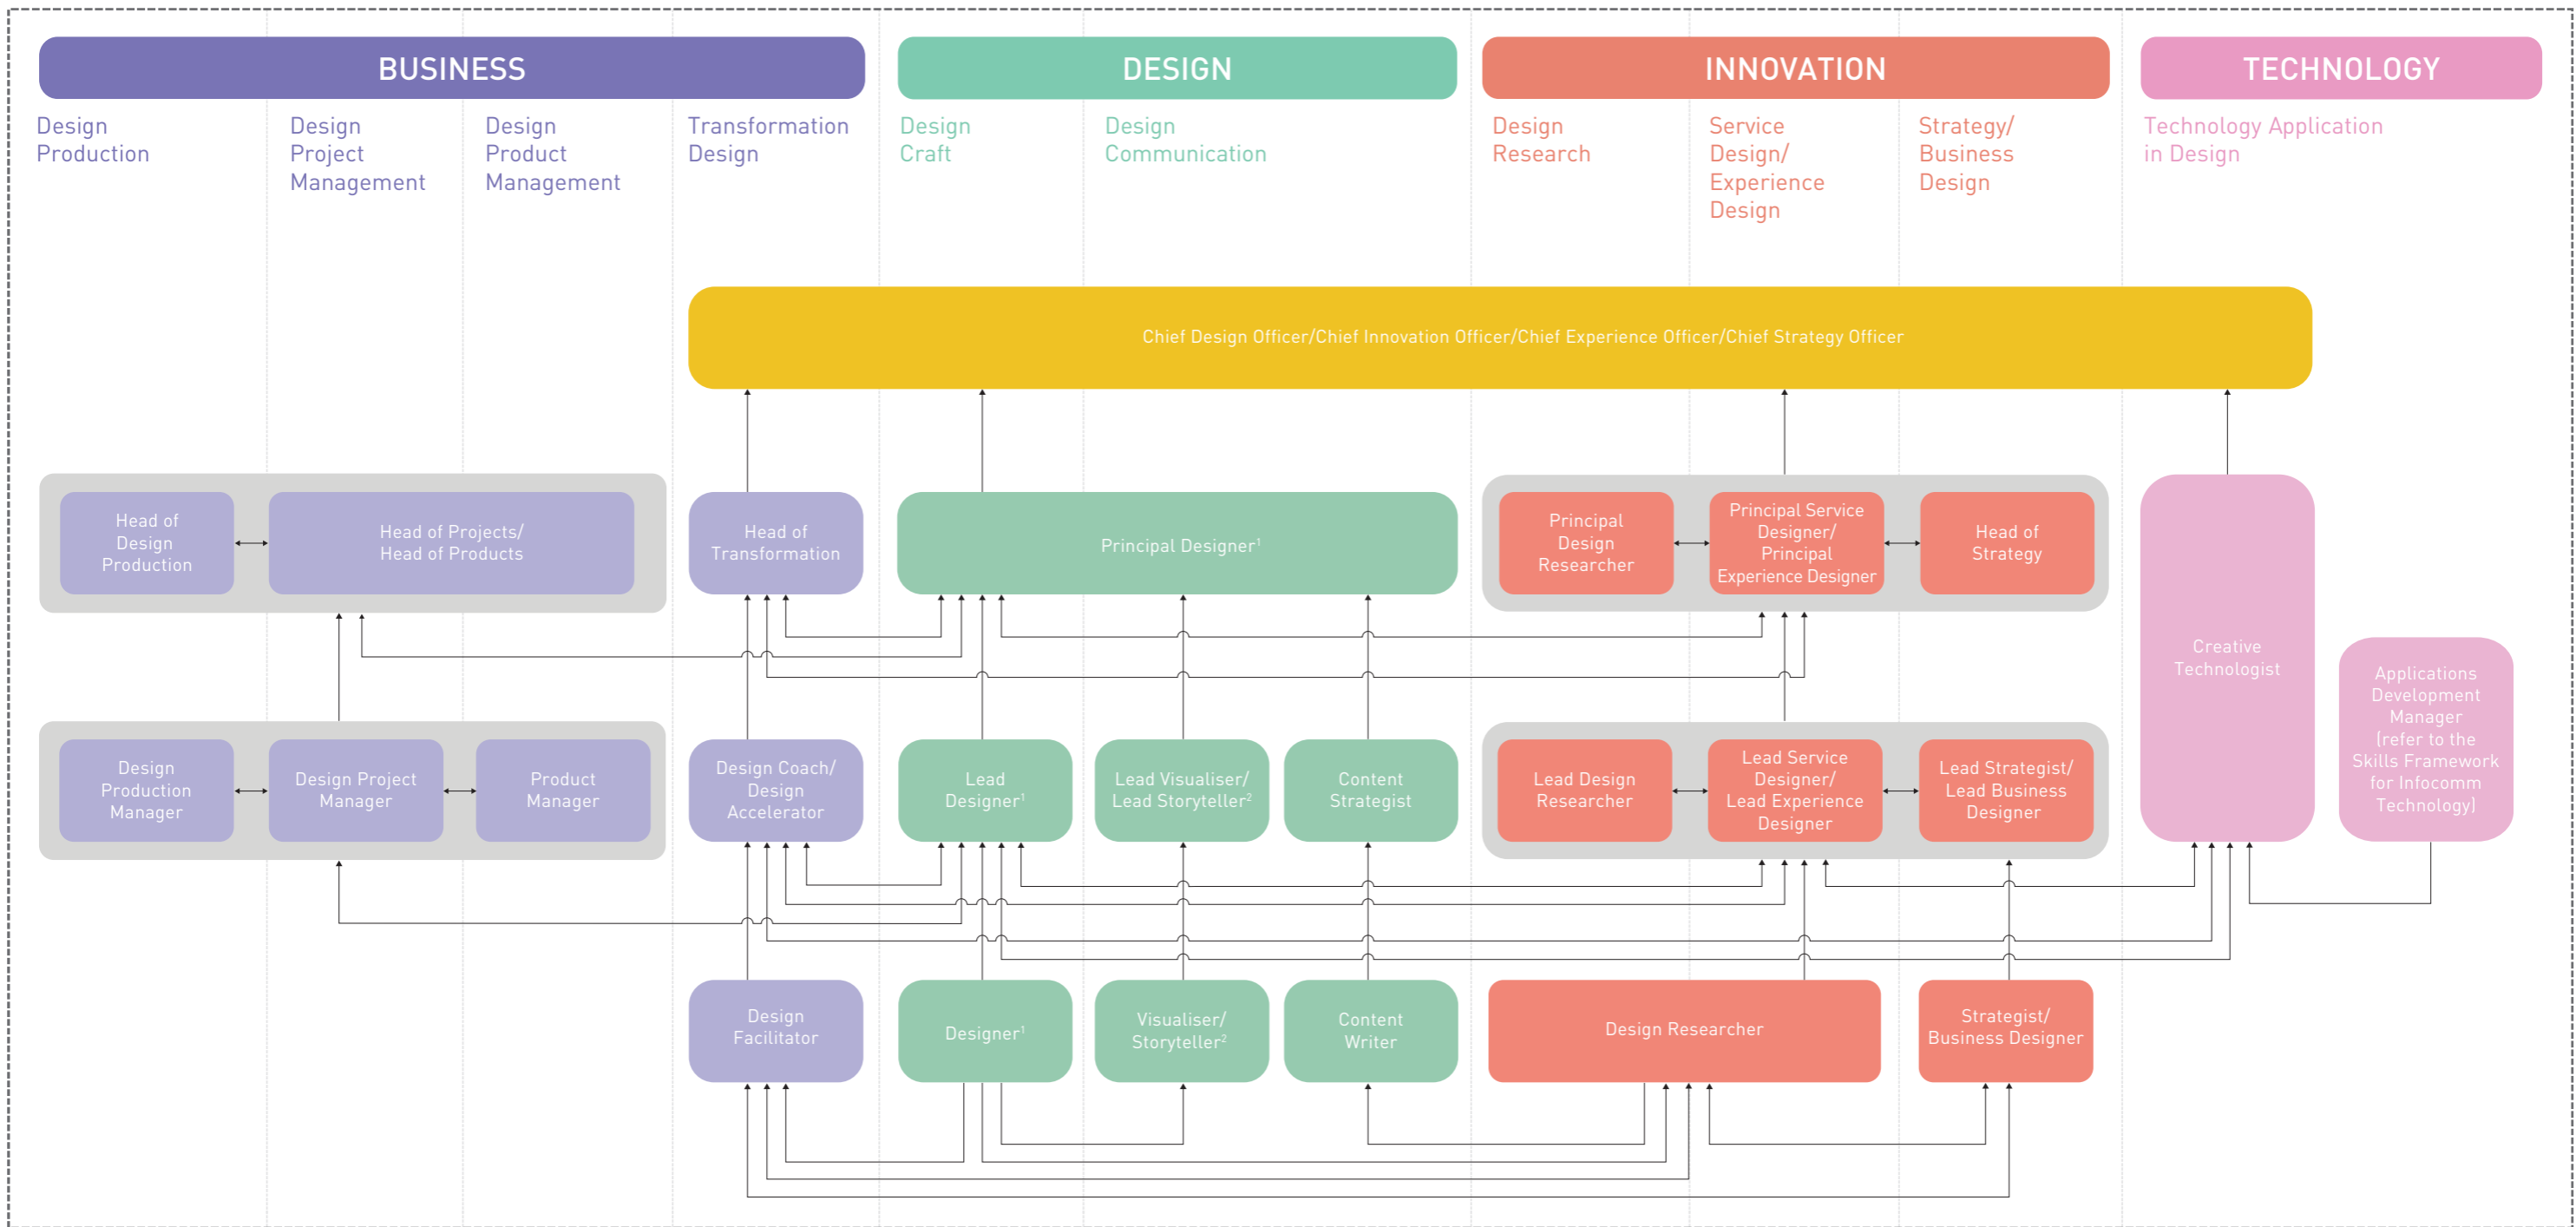 BUSINESS
DESIGN
INNOVATION
TECHNOLOGY
Design
Production
Design
Project
Management
Design
Product
Management
Transformation
Design
Design
Craft
Design
Communication
Design
Research
Service
Design/
Experience
Design
Strategy/
Business
Design
Technology Application
in Design
Chief Design Officer/Chief Innovation Officer/Chief Experience Officer/Chief Strategy Officer
Head of
Design
Production
Head of Projects/
Head of Products
Head of
Transformation
Principal Designer¹
Principal
Design
Researcher
Principal Service
Designer/
Principal
Experience Designer
Head of
Strategy
Creative
Technologist
Applications
Development
Manager
(refer to the
Skills Framework
for Infocomm
Technology)
Design
Production
Manager
Design Project
Manager
Product
Manager
Design Coach/
Design
Accelerator
Lead
Designer¹
Lead Visualiser/
Lead Storyteller²
Content
Strategist
Lead Design
Researcher
Lead Service
Designer/
Lead Experience
Designer
Lead Strategist/
Lead Business
Designer
Design
Facilitator
Designer¹
Visualiser/
Storyteller²
Content
Writer
Design Researcher
Strategist/
Business Designer